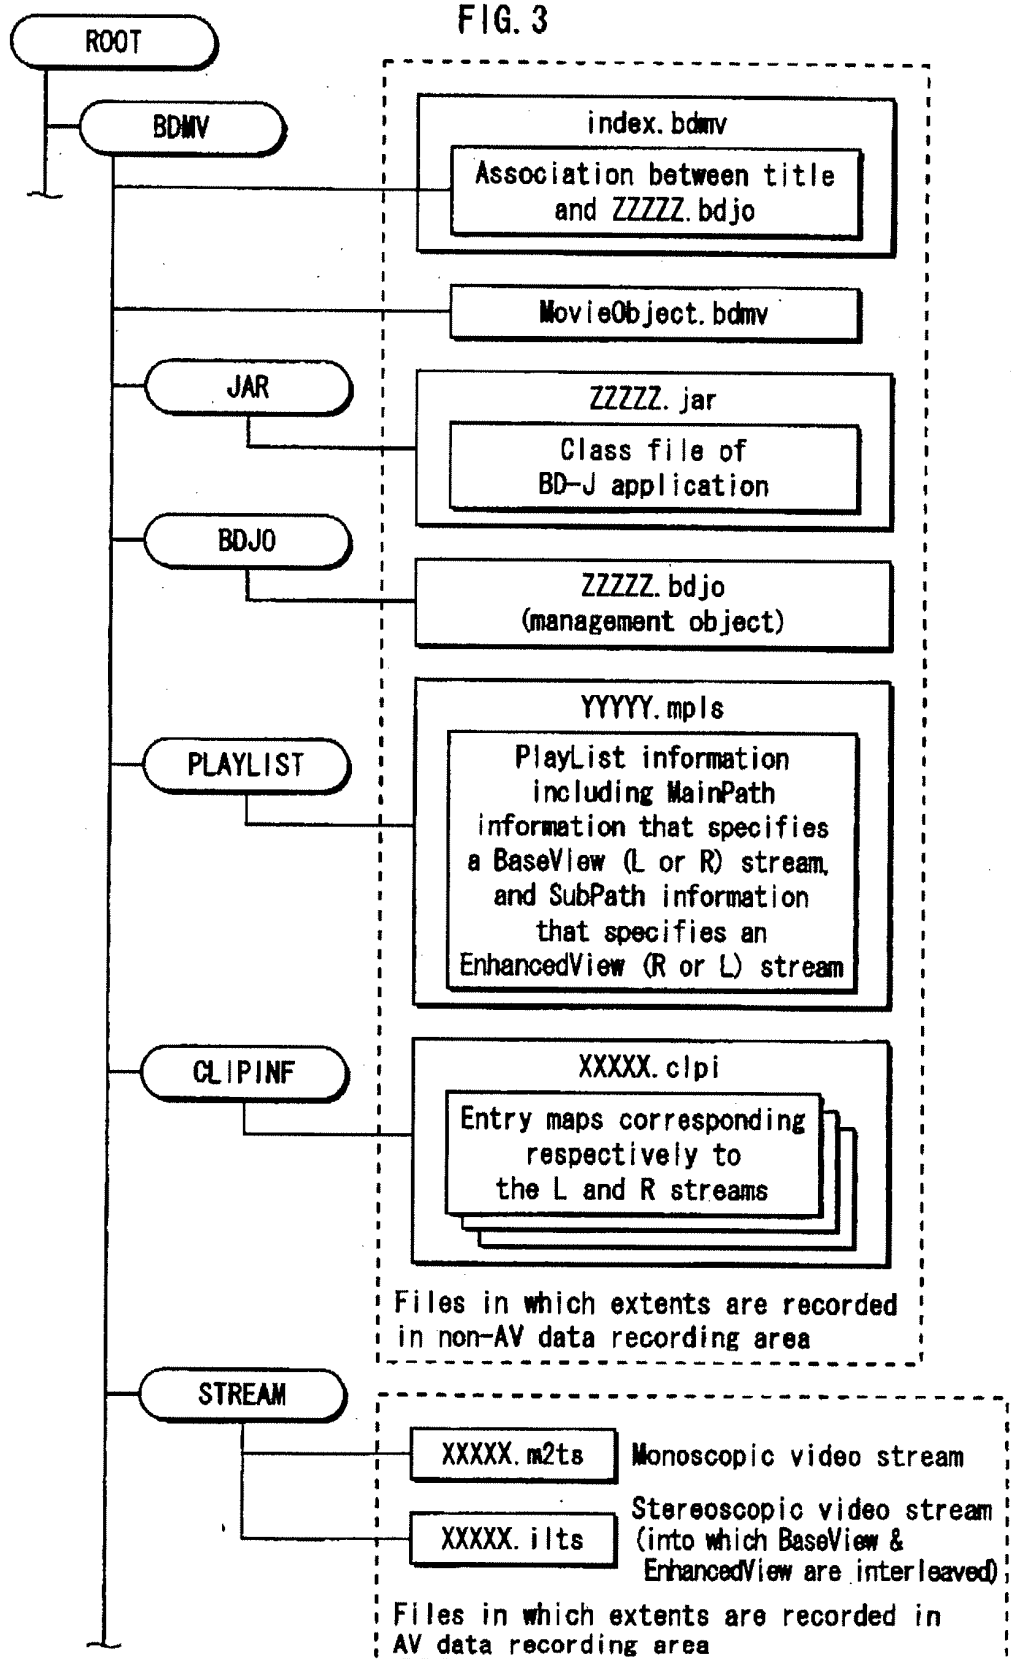 FIG. 3
ROOT
BDMV
index.bdmv
Association between title
and ZZZZZ.bdjo
MovieObject.bdmv
JAR
ZZZZZ.jar
Class file of
BD-J application
BDJO
ZZZZZ.bdjo
(management object)
PLAYLIST
YYYYY.mpls
PlayList information
including MainPath
information that specifies
a BaseView (L or R) stream,
and SubPath information
that specifies an
EnhancedView (R or L) stream
CLIPINF
XXXXX.clpi
Entry maps corresponding
respectively to
the L and R streams
Files in which extents are recorded
in non-AV data recording area
STREAM
XXXXX.m2ts
Monoscopic video stream
XXXXX.ilts
Stereoscopic video stream
(into which BaseView &
EnhancedView are interleaved)
Files in which extents are recorded in
AV data recording area